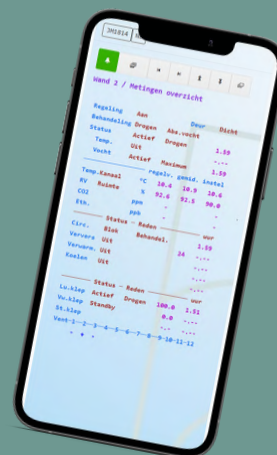 JM1814
Wand 2 / Metingen overzicht
Regeling Aan Deur Dicht
Behandeling Drogen Abs.vocht
Status Actief Drogen 1.59
Temp. Uit -.--
Vocht Actief Maximum 1.59
regelv. gemid. instel
Temp.Kanaal °C 10.4 10.9 10.6
RV Ruimte % 92.6 92.5 90.0
CO2 ppm - -
Eth. ppb - -
Status - Reden uur
Circ. Blok Behandel. 1.59
Ververs Uit 24 -.--
Verwarm. Uit -.--
Koelen Uit -.--
-.--
Status - Reden uur
Lu.klep Actief Drogen 100.0 1.51
Vw.klep Standby 0.0 -.--
St.klep -.- -.--
Vent-1--2--3--4--5--6--7--8--9-10-11-12
- + -